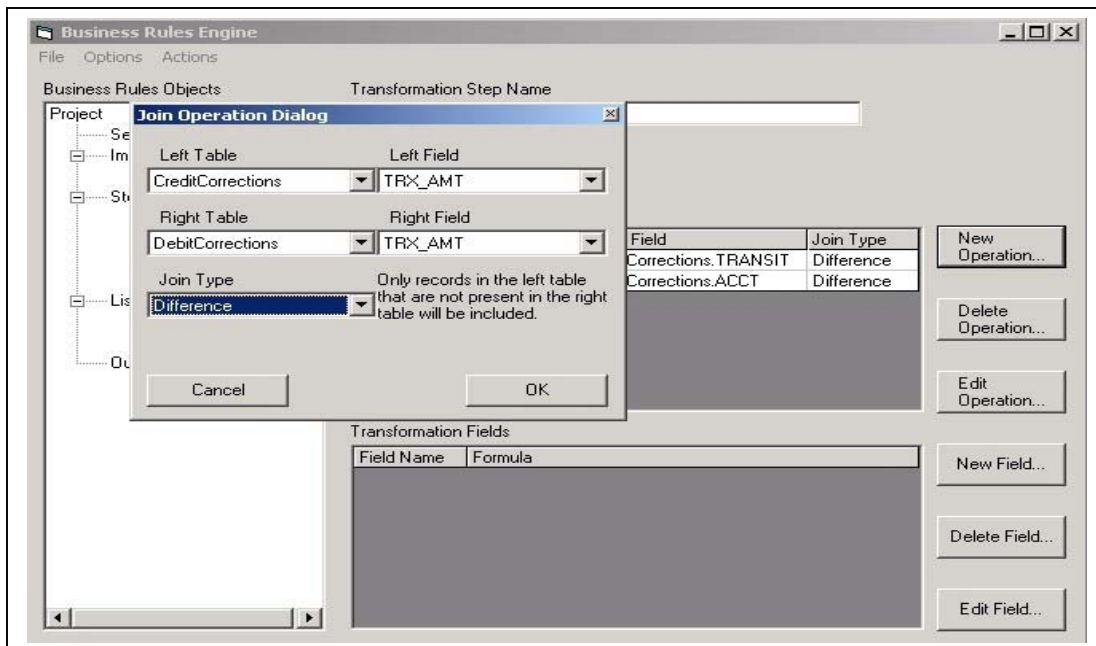 Business Rules Engine
File Options Actions
Business Rules Objects
Transformation Step Name
Project
Join Operation Dialog
Left Table
Left Field
CreditCorrections
TRX_AMT
Right Table
Right Field
DebitCorrections
TRX_AMT
Join Type
Difference
Only records in the left table
that are not present in the right
table will be included.
Cancel
OK
Field
Join Type
Corrections.TRANSIT
Difference
Corrections.ACCT
Difference
New
Operation...
Delete
Operation...
Edit
Operation...
Transformation Fields
Field Name
Formula
New Field...
Delete Field...
Edit Field...